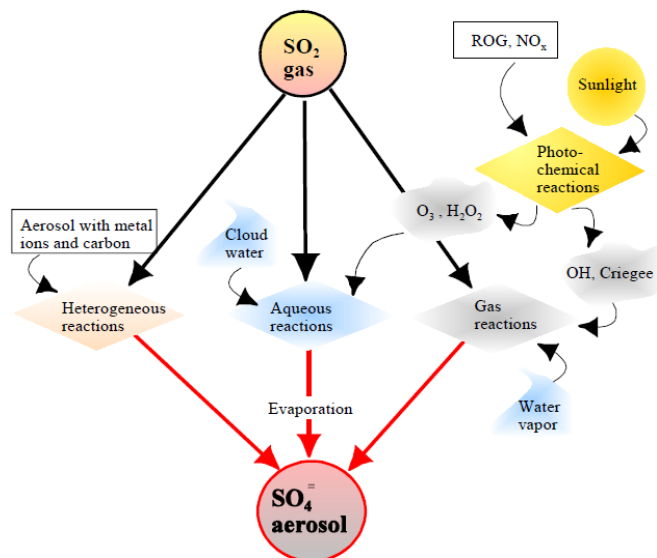 SO₂
gas
ROG, NOₓ
Sunlight
Photo-
chemical
reactions
O₃ , H₂O₂
Aerosol with metal
ions and carbon
Cloud
water
OH, Criegee
Heterogeneous
reactions
Aqueous
reactions
Gas
reactions
Evaporation
Water
vapor
SO₄⁼
aerosol